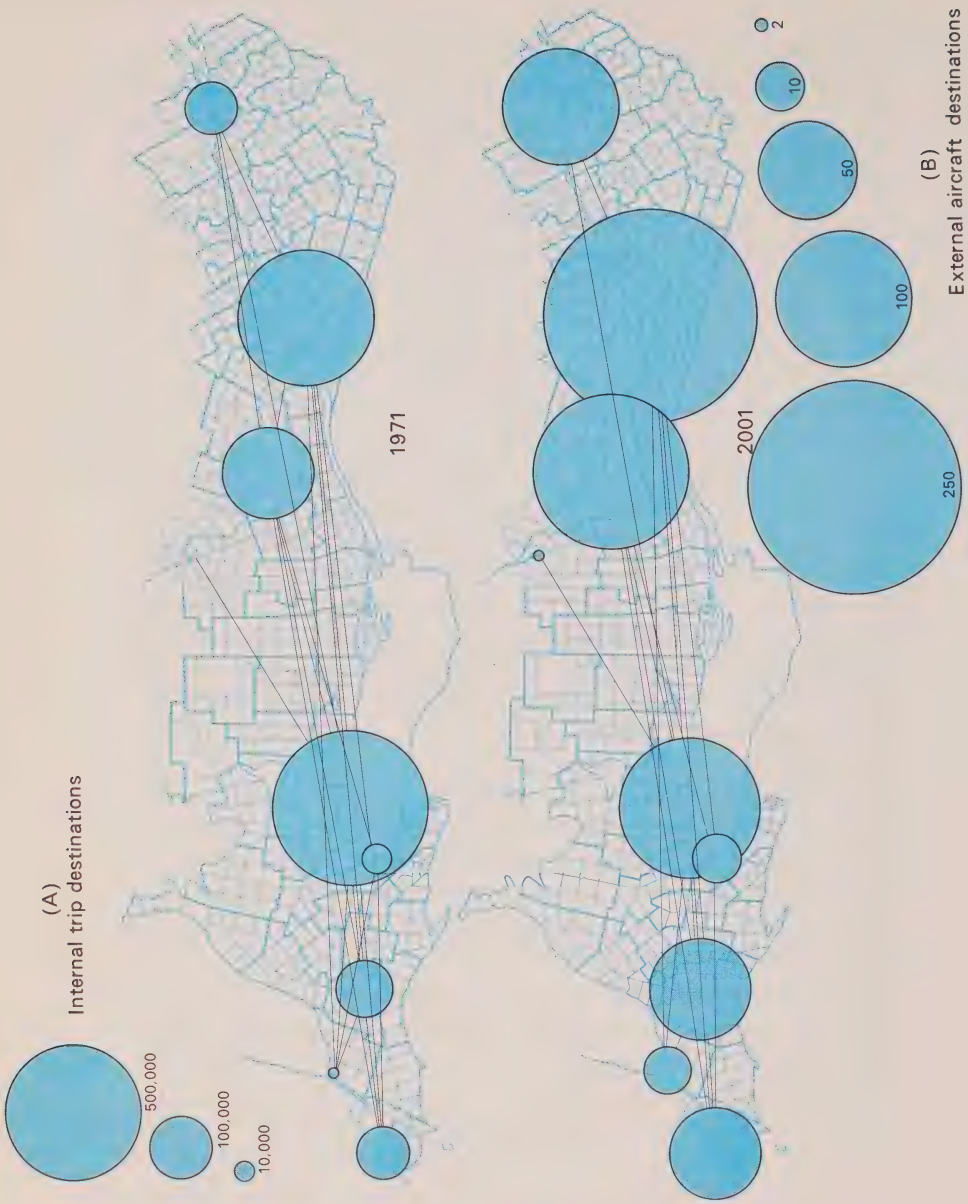 (A)
Internal trip destinations
500,000
100,000
10,000
1971
2001
2
10
50
100
250
(B)
External aircraft destinations